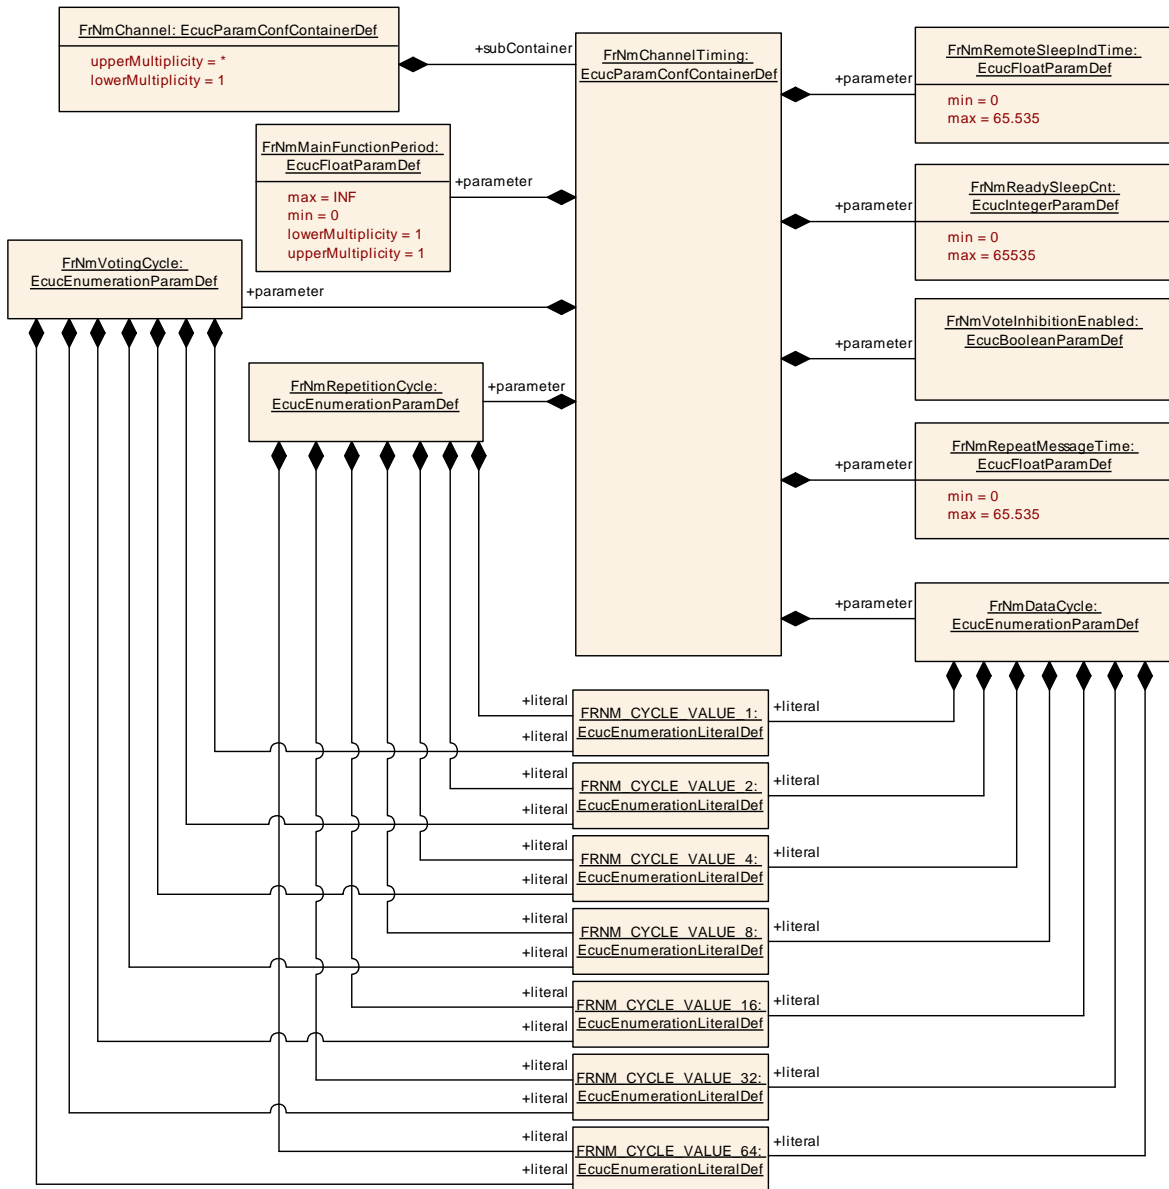 FrNmChannel: EcucParamConfContainerDef
upperMultiplicity = *
lowerMultiplicity = 1
+subContainer
FrNmChannelTiming:
EcucParamConfContainerDef
FrNmRemoteSleepIndTime:
EcucFloatParamDef
min = 0
max = 65.535
+parameter
FrNmMainFunctionPeriod:
EcucFloatParamDef
max = INF
min = 0
lowerMultiplicity = 1
upperMultiplicity = 1
+parameter
FrNmReadySleepCnt:
EcucIntegerParamDef
min = 0
max = 65535
+parameter
FrNmVotingCycle:
EcucEnumerationParamDef
+parameter
FrNmVoteInhibitionEnabled:
EcucBooleanParamDef
+parameter
FrNmRepetitionCycle:
EcucEnumerationParamDef
+parameter
FrNmRepeatMessageTime:
EcucFloatParamDef
min = 0
max = 65.535
+parameter
FrNmDataCycle:
EcucEnumerationParamDef
+parameter
+literal
+literal
FRNM_CYCLE_VALUE_1:
EcucEnumerationLiteralDef
+literal
+literal
+literal
FRNM_CYCLE_VALUE_2:
EcucEnumerationLiteralDef
+literal
+literal
+literal
FRNM_CYCLE_VALUE_4:
EcucEnumerationLiteralDef
+literal
+literal
+literal
FRNM_CYCLE_VALUE_8:
EcucEnumerationLiteralDef
+literal
+literal
+literal
FRNM_CYCLE_VALUE_16:
EcucEnumerationLiteralDef
+literal
+literal
+literal
FRNM_CYCLE_VALUE_32:
EcucEnumerationLiteralDef
+literal
+literal
+literal
FRNM_CYCLE_VALUE_64:
EcucEnumerationLiteralDef
+literal